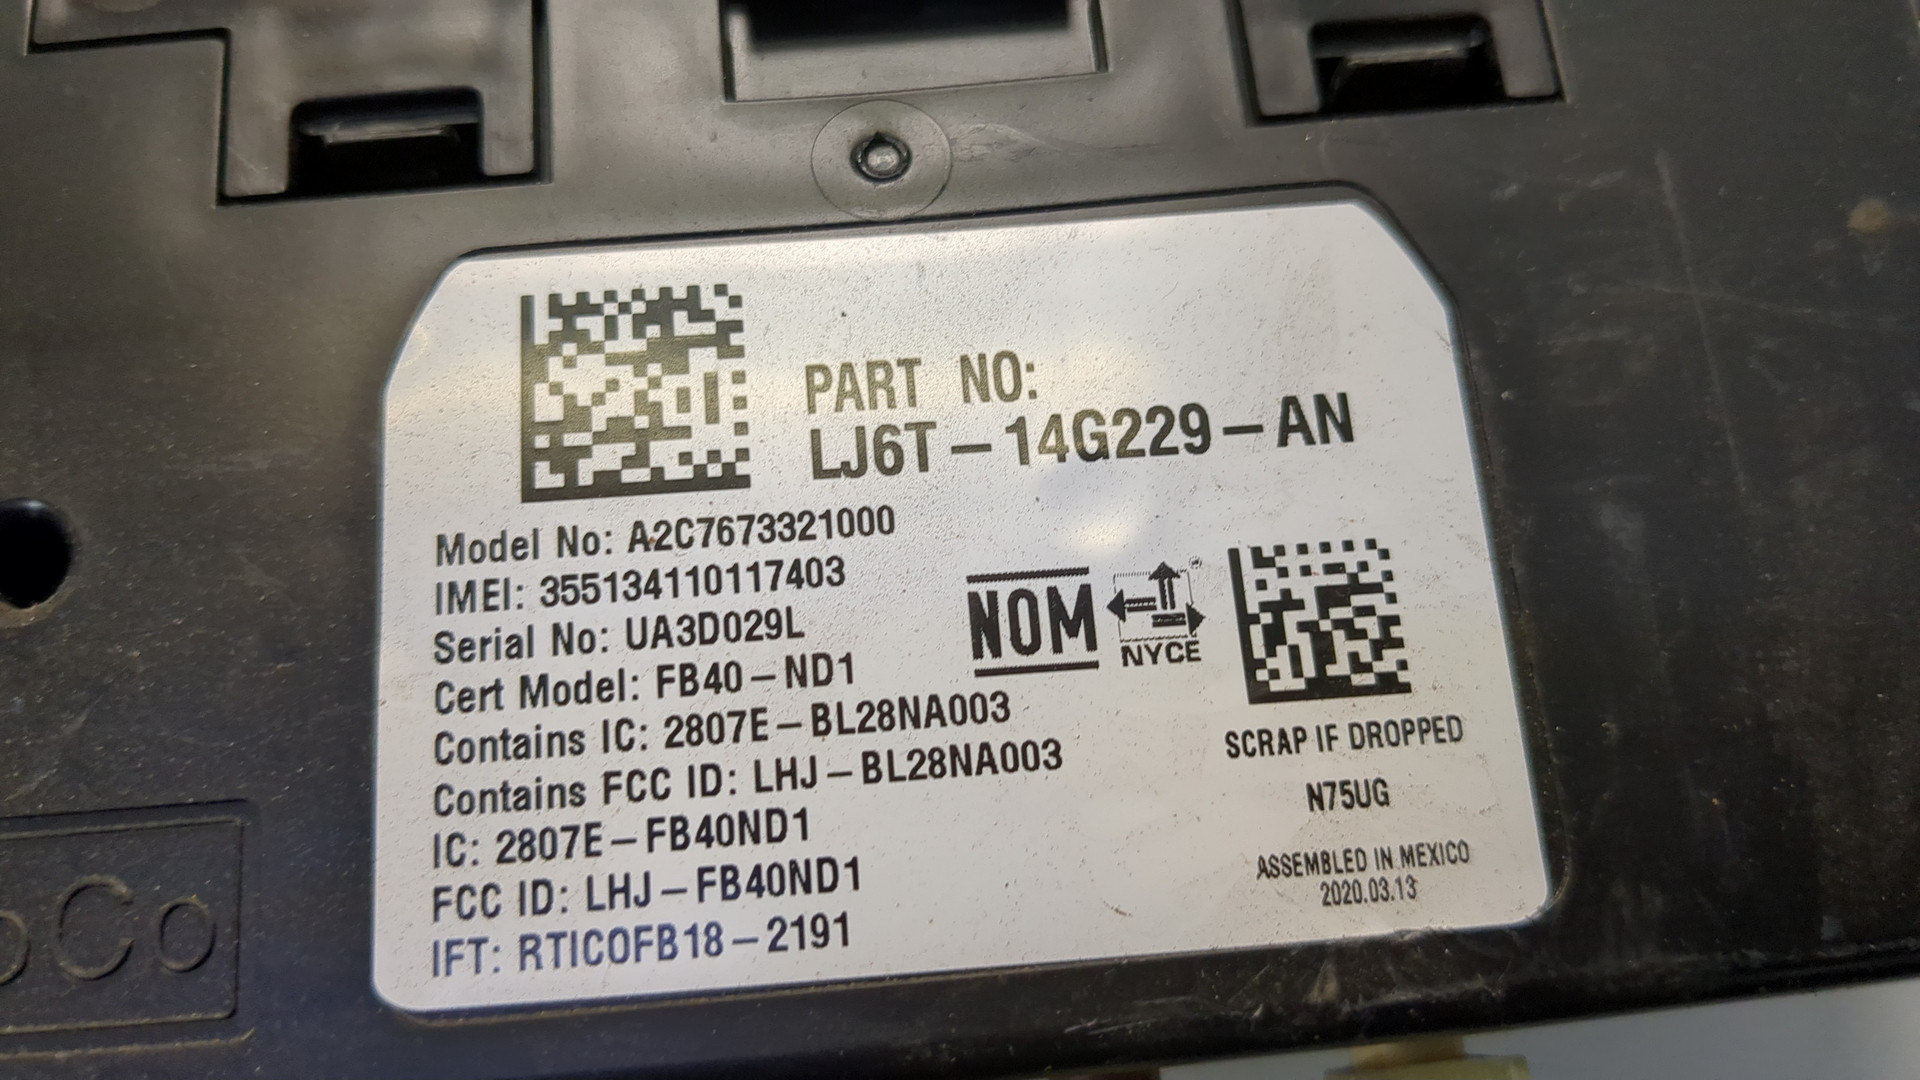 PART NO:
LJ6T-14G229-AN
Model No: A2C7673321000
IMEI: 355134110117403
Serial No: UA3D029L
Cert Model: FB40-ND1
Contains IC: 2807E-BL28NA003
Contains FCC ID: LHJ-BL28NA003
IC: 2807E-FB40ND1
FCC ID: LHJ-FB40ND1
IFT: RTICOFB18-2191
NOM
NYCE
SCRAP IF DROPPED
N75UG
ASSEMBLED IN MEXICO
2020.03.13